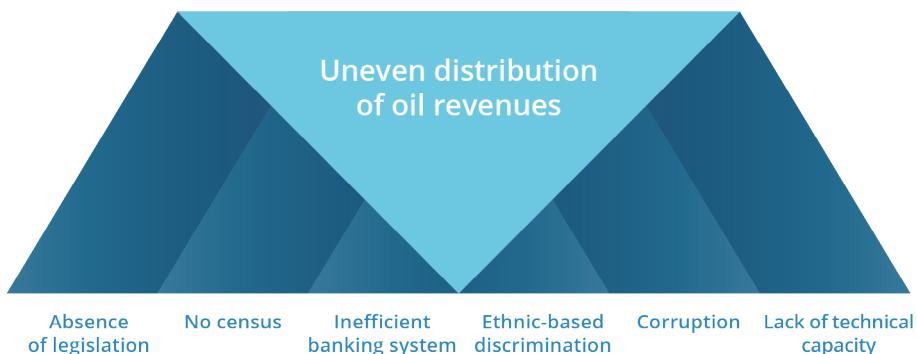 Uneven distribution
of oil revenues
Absence
of legislation
No census
Inefficient
banking system
Ethnic-based
discrimination
Corruption
Lack of technical
capacity